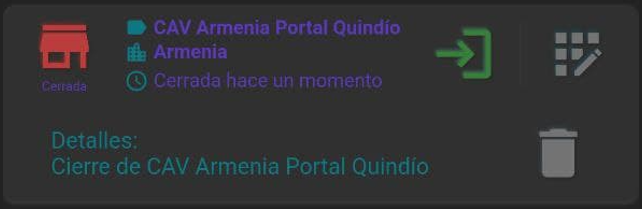 CAV Armenia Portal Quindío
Armenia
Cerrada hace un momento
Cerrada
Detalles:
Cierre de CAV Armenia Portal Quindío